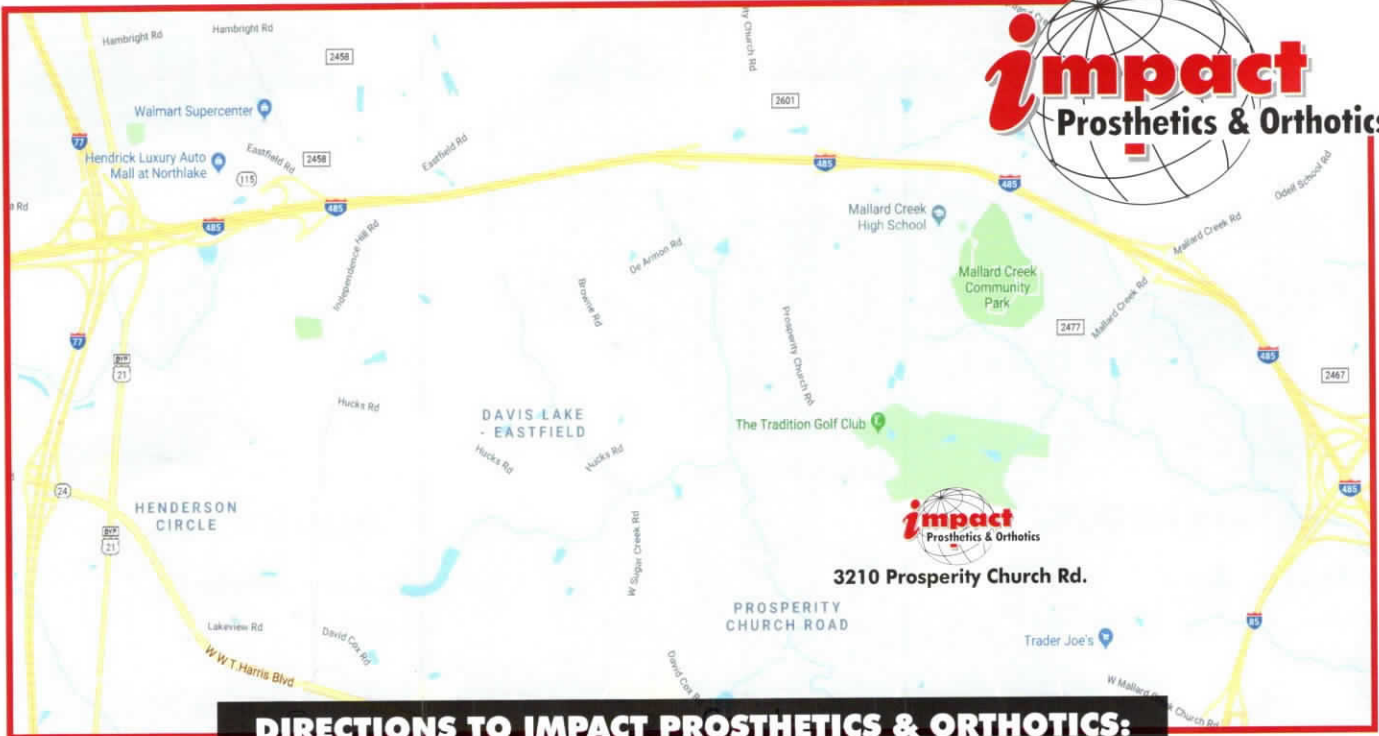 impact
Prosthetics & Orthotics
Hambright Rd
Hambright Rd
2458
2601
Walmart Supercenter
77
Hendrick Luxury Auto
Mall at Northlake
Eastfield Rd
2458
115
Eastfield Rd
485
485
485
485
Mallard Creek
High School
Odell School Rd
Mallard Creek Rd
Independence Hill Rd
De Armon Rd
Browne Rd
Mallard Creek
Community
Park
Prosperity Church Rd
2477
Mallard Creek Rd
77
485
BYP
21
2467
Hucks Rd
DAVIS LAKE
- EASTFIELD
The Tradition Golf Club
Hucks Rd
Hucks Rd
24
HENDERSON
CIRCLE
485
BYP
21
W Sugar Creek Rd
impact
Prosthetics & Orthotics
3210 Prosperity Church Rd.
PROSPERITY
CHURCH ROAD
85
Lakeview Rd
David Cox Rd
Trader Joe's
W W T Harris Blvd
David Cox
W Mallard
Church Rd
DIRECTIONS TO IMPACT PROSTHETICS & ORTHOTICS: